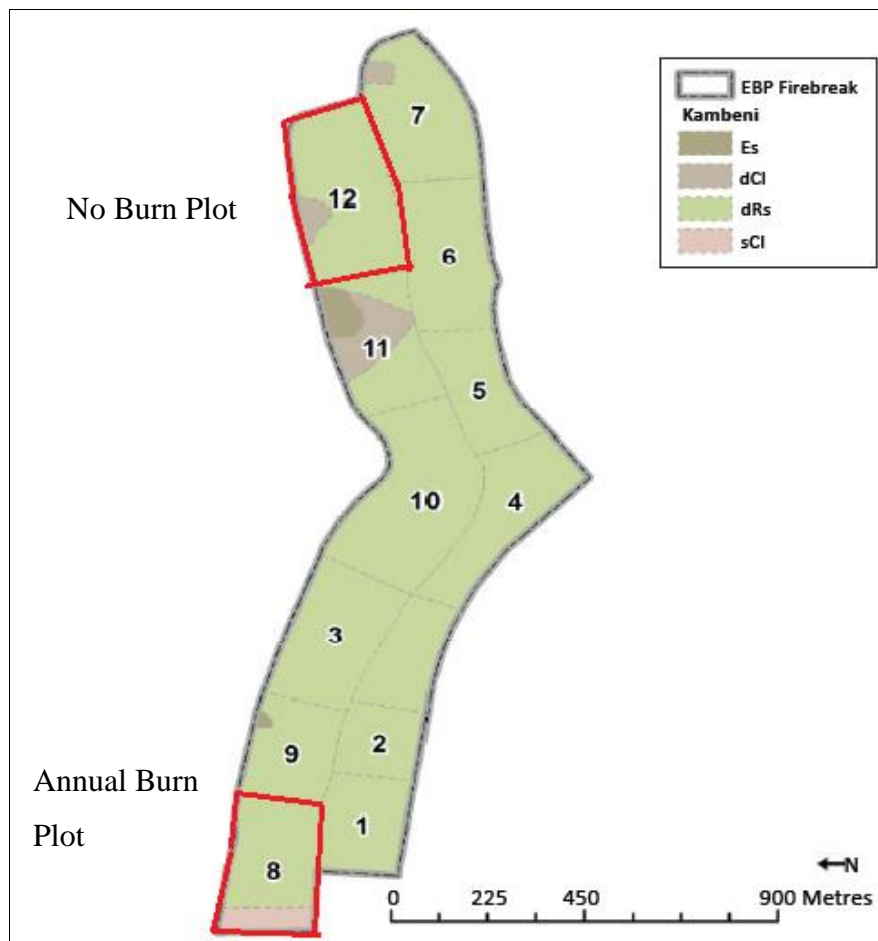 EBP Firebreak
Kambeni
Es
dCl
dRs
sCl
7
No Burn Plot
12
6
11
5
10
4
3
2
9
Annual Burn
Plot
1
8
N
0 225 450 900 Metres